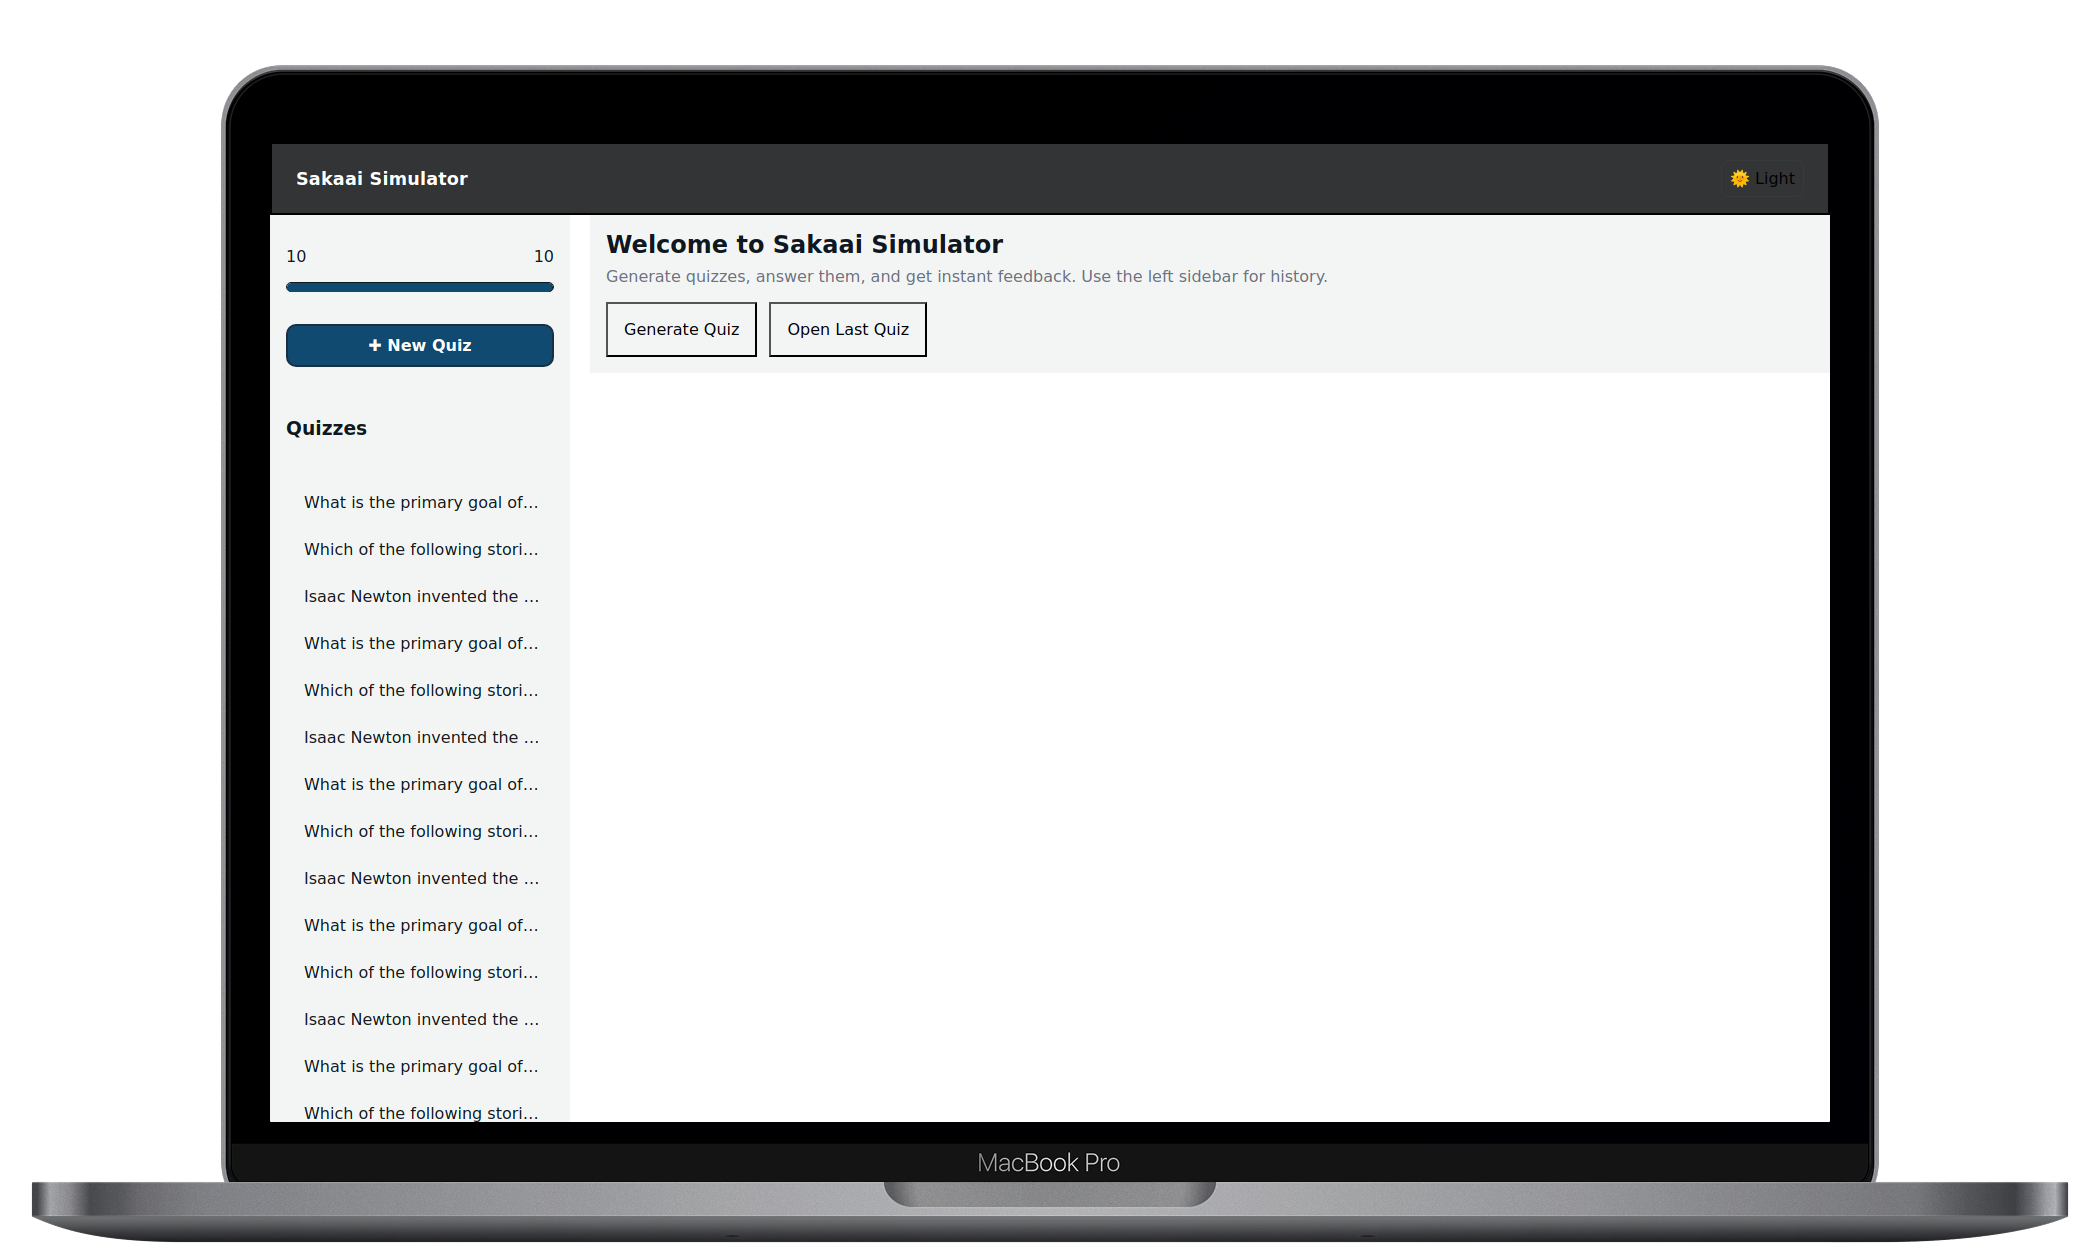 Sakaai Simulator
🌞 Light
10 10
+ New Quiz
Quizzes
What is the primary goal of...
Which of the following stori...
Isaac Newton invented the ...
What is the primary goal of...
Which of the following stori...
Isaac Newton invented the ...
What is the primary goal of...
Which of the following stori...
Isaac Newton invented the ...
What is the primary goal of...
Which of the following stori...
Isaac Newton invented the ...
What is the primary goal of...
Which of the following stori...
Welcome to Sakaai Simulator
Generate quizzes, answer them, and get instant feedback. Use the left sidebar for history.
Generate Quiz
Open Last Quiz
MacBook Pro